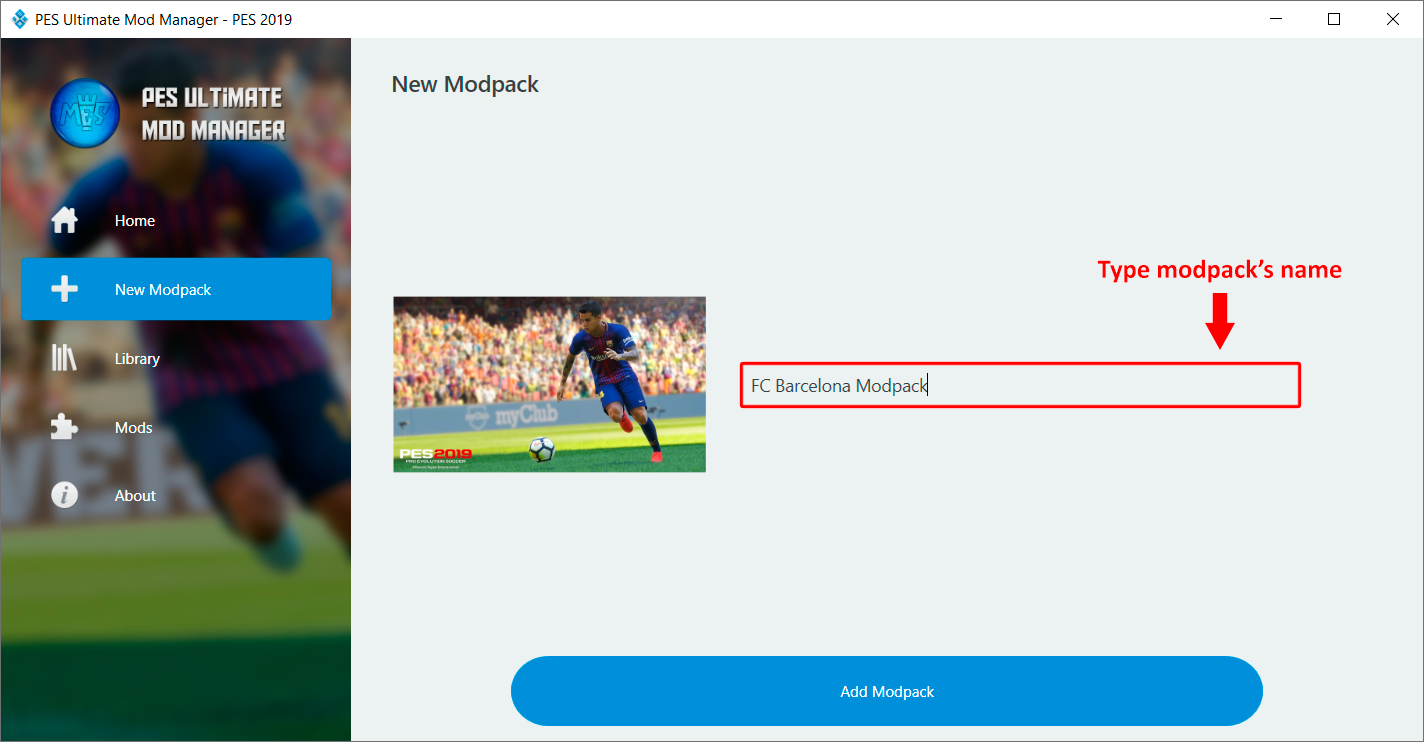 PES Ultimate Mod Manager - PES 2019
PES ULTiMATE
MOD MANAGER
MES
Home
New Modpack
Library
Mods
About
New Modpack
Type modpack’s name
myClub
PES2019
PRO EVOLUTION SOCCER
FC Barcelona Modpack
Add Modpack